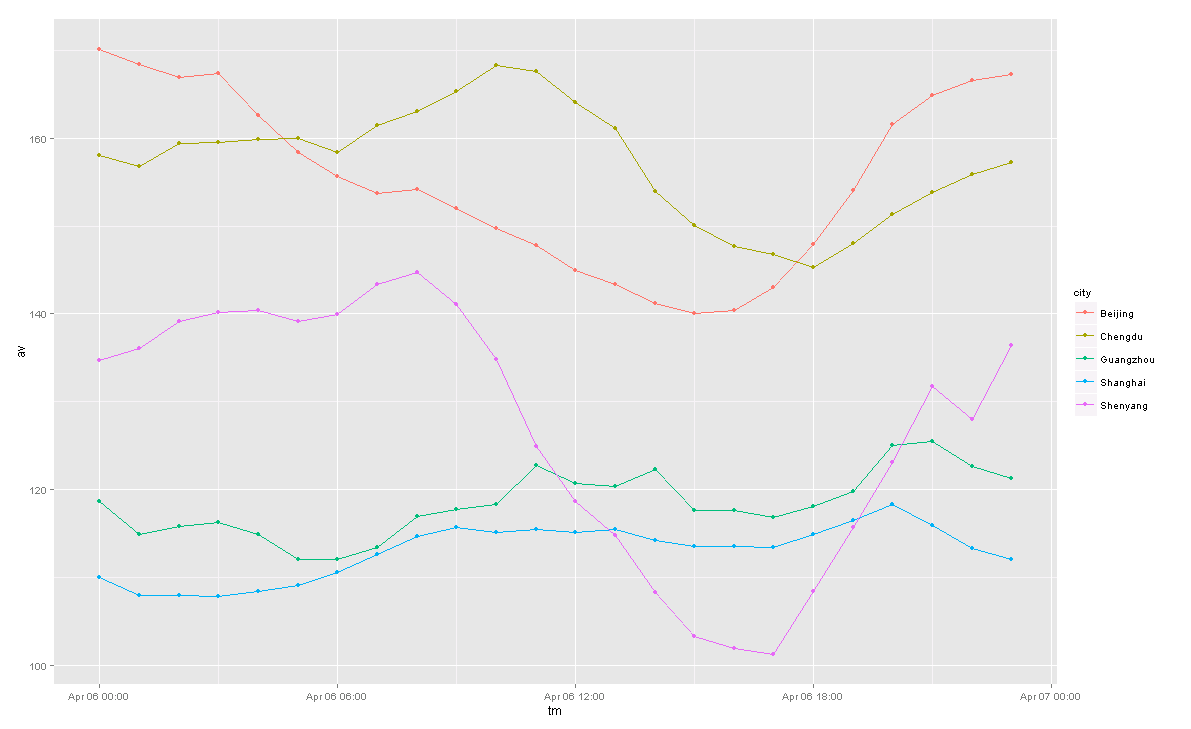 av
160
140
120
100
Apr 06 00:00
Apr 06 06:00
Apr 06 12:00
Apr 06 18:00
Apr 07 00:00
tm
city
Beijing
Chengdu
Guangzhou
Shanghai
Shenyang